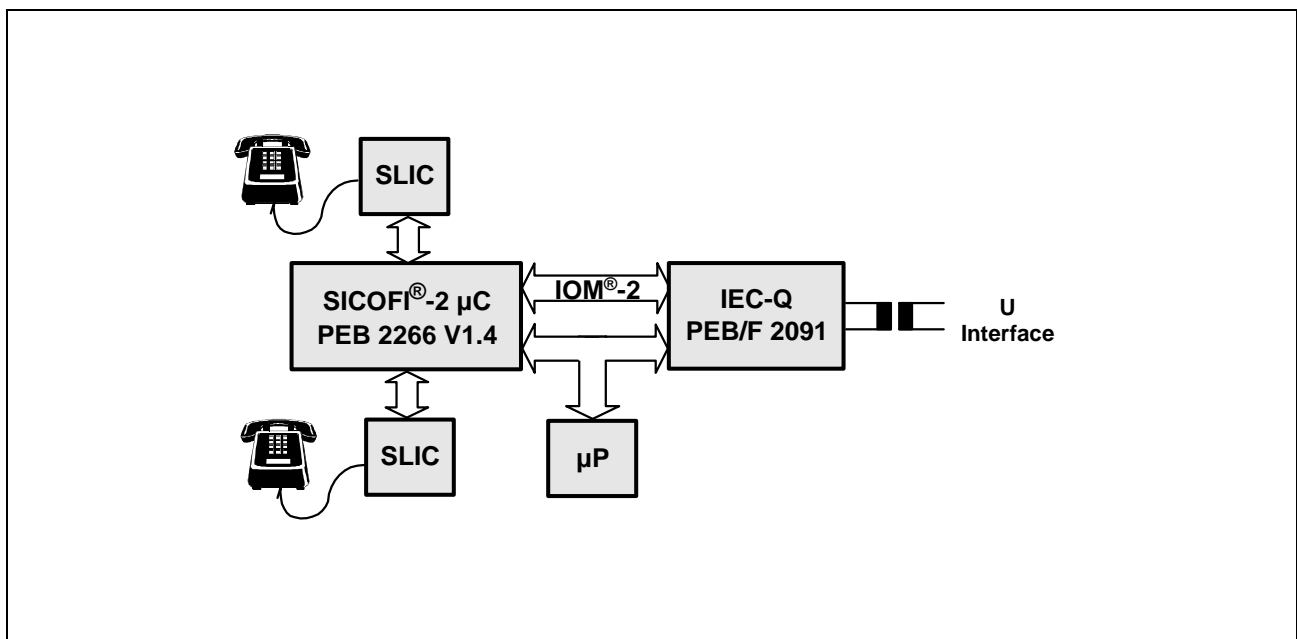 SLIC
SICOFI®-2 µC
PEB 2266 V1.4
IOM®-2
IEC-Q
PEB/F 2091
U
Interface
SLIC
µP